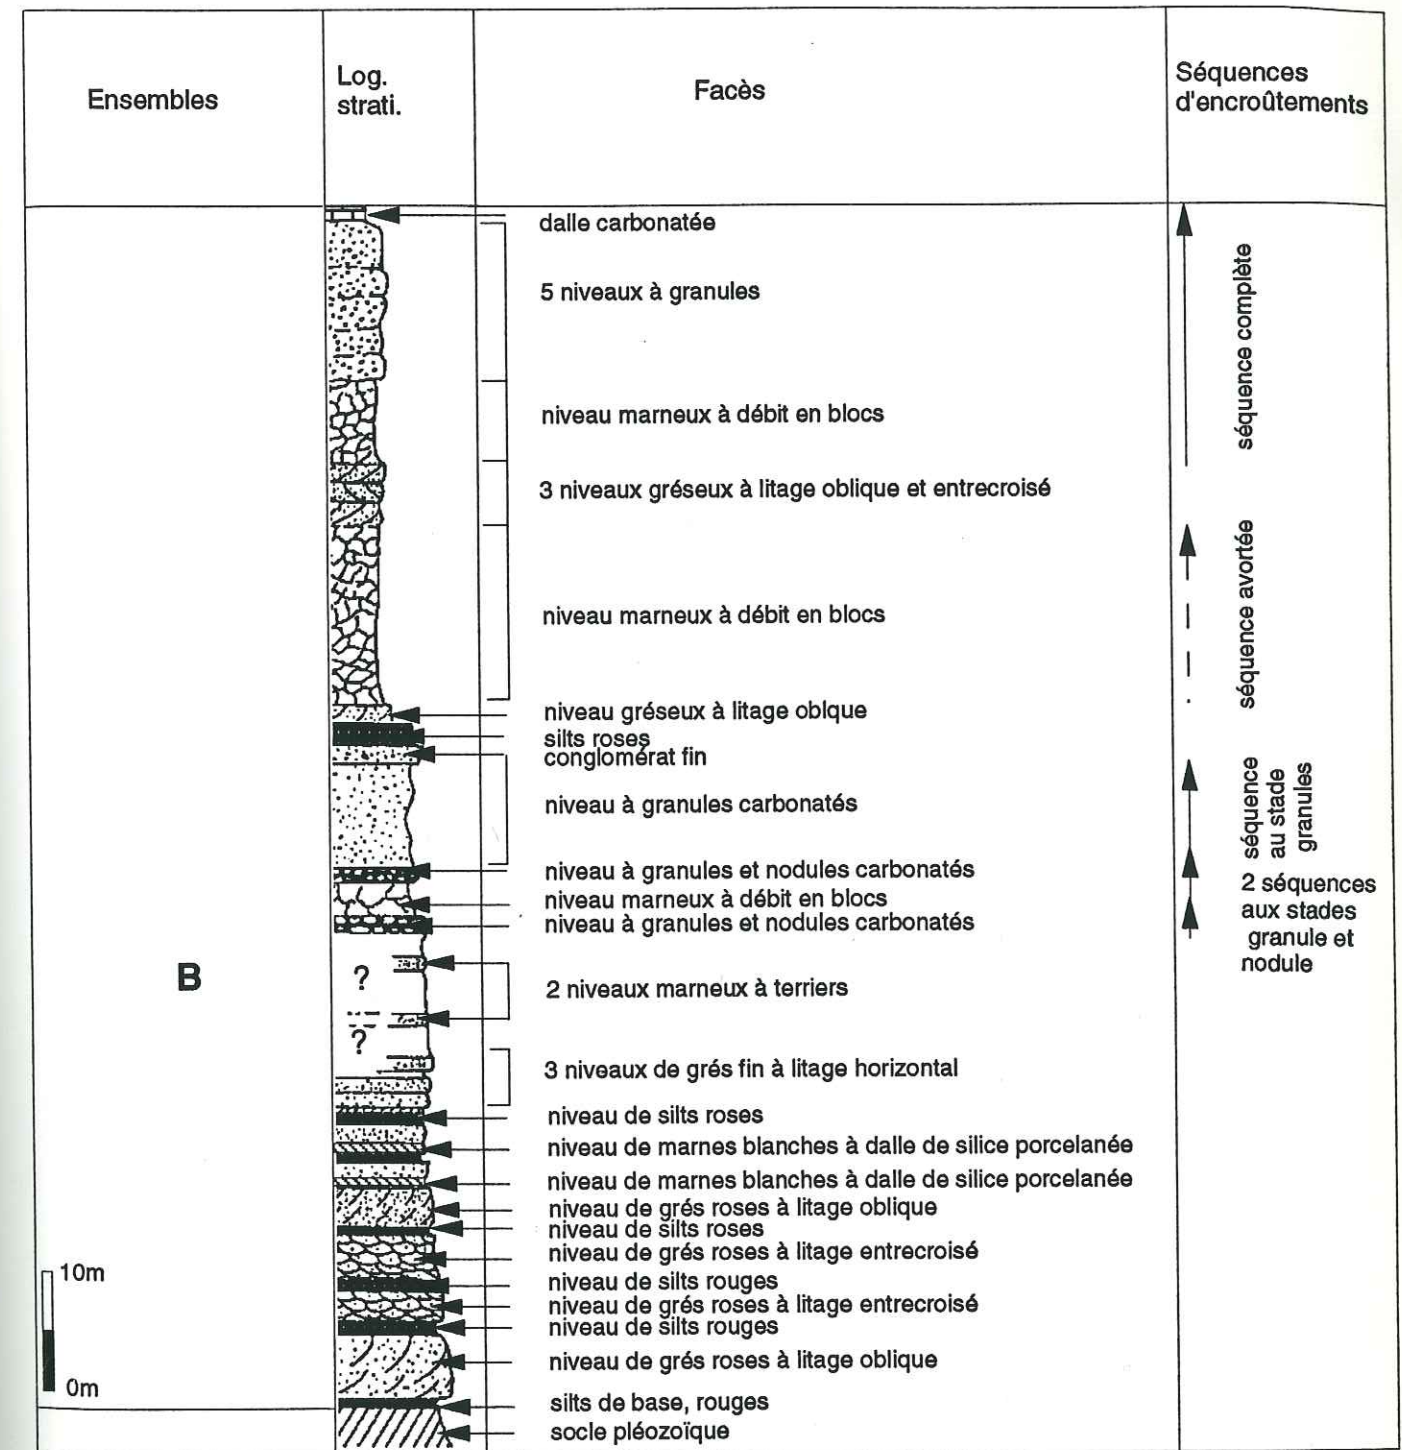 Ensembles
Log.
strati.
Facès
Séquences
d'encroûtements
dalle carbonatée
5 niveaux à granules
niveau marneux à débit en blocs
3 niveaux gréseux à litage oblique et entrecroisé
niveau marneux à débit en blocs
niveau gréseux à litage oblque
silts roses
conglomérat fin
niveau à granules carbonatés
niveau à granules et nodules carbonatés
niveau marneux à débit en blocs
niveau à granules et nodules carbonatés
2 niveaux marneux à terriers
3 niveaux de grés fin à litage horizontal
niveau de silts roses
niveau de marnes blanches à dalle de silice porcelanée
niveau de marnes blanches à dalle de silice porcelanée
niveau de grés roses à litage oblique
niveau de silts roses
niveau de grés roses à litage entrecroisé
niveau de silts rouges
niveau de grés roses à litage entrecroisé
niveau de silts rouges
niveau de grés roses à litage oblique
silts de base, rouges
socle pléozoïque
séquence complète
séquence avortée
séquence
au stade
granules
2 séquences
aux stades
granule et
nodule
B
?
?
10m
0m